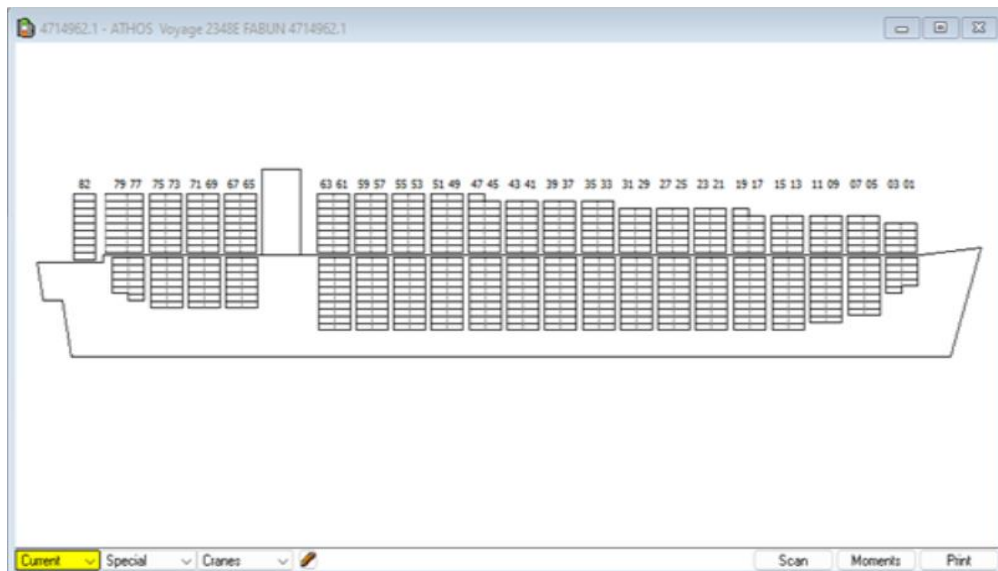 4714962.1 - ATHOS Voyage 2348E FABUN 4714962.1
82 79 77 75 73 71 69 67 65 63 61 59 57 55 53 51 49 47 45 43 41 39 37 35 33 31 29 27 25 23 21 19 17 15 13 11 09 07 05 03 01
Current Special Cranes Scan Moments Print